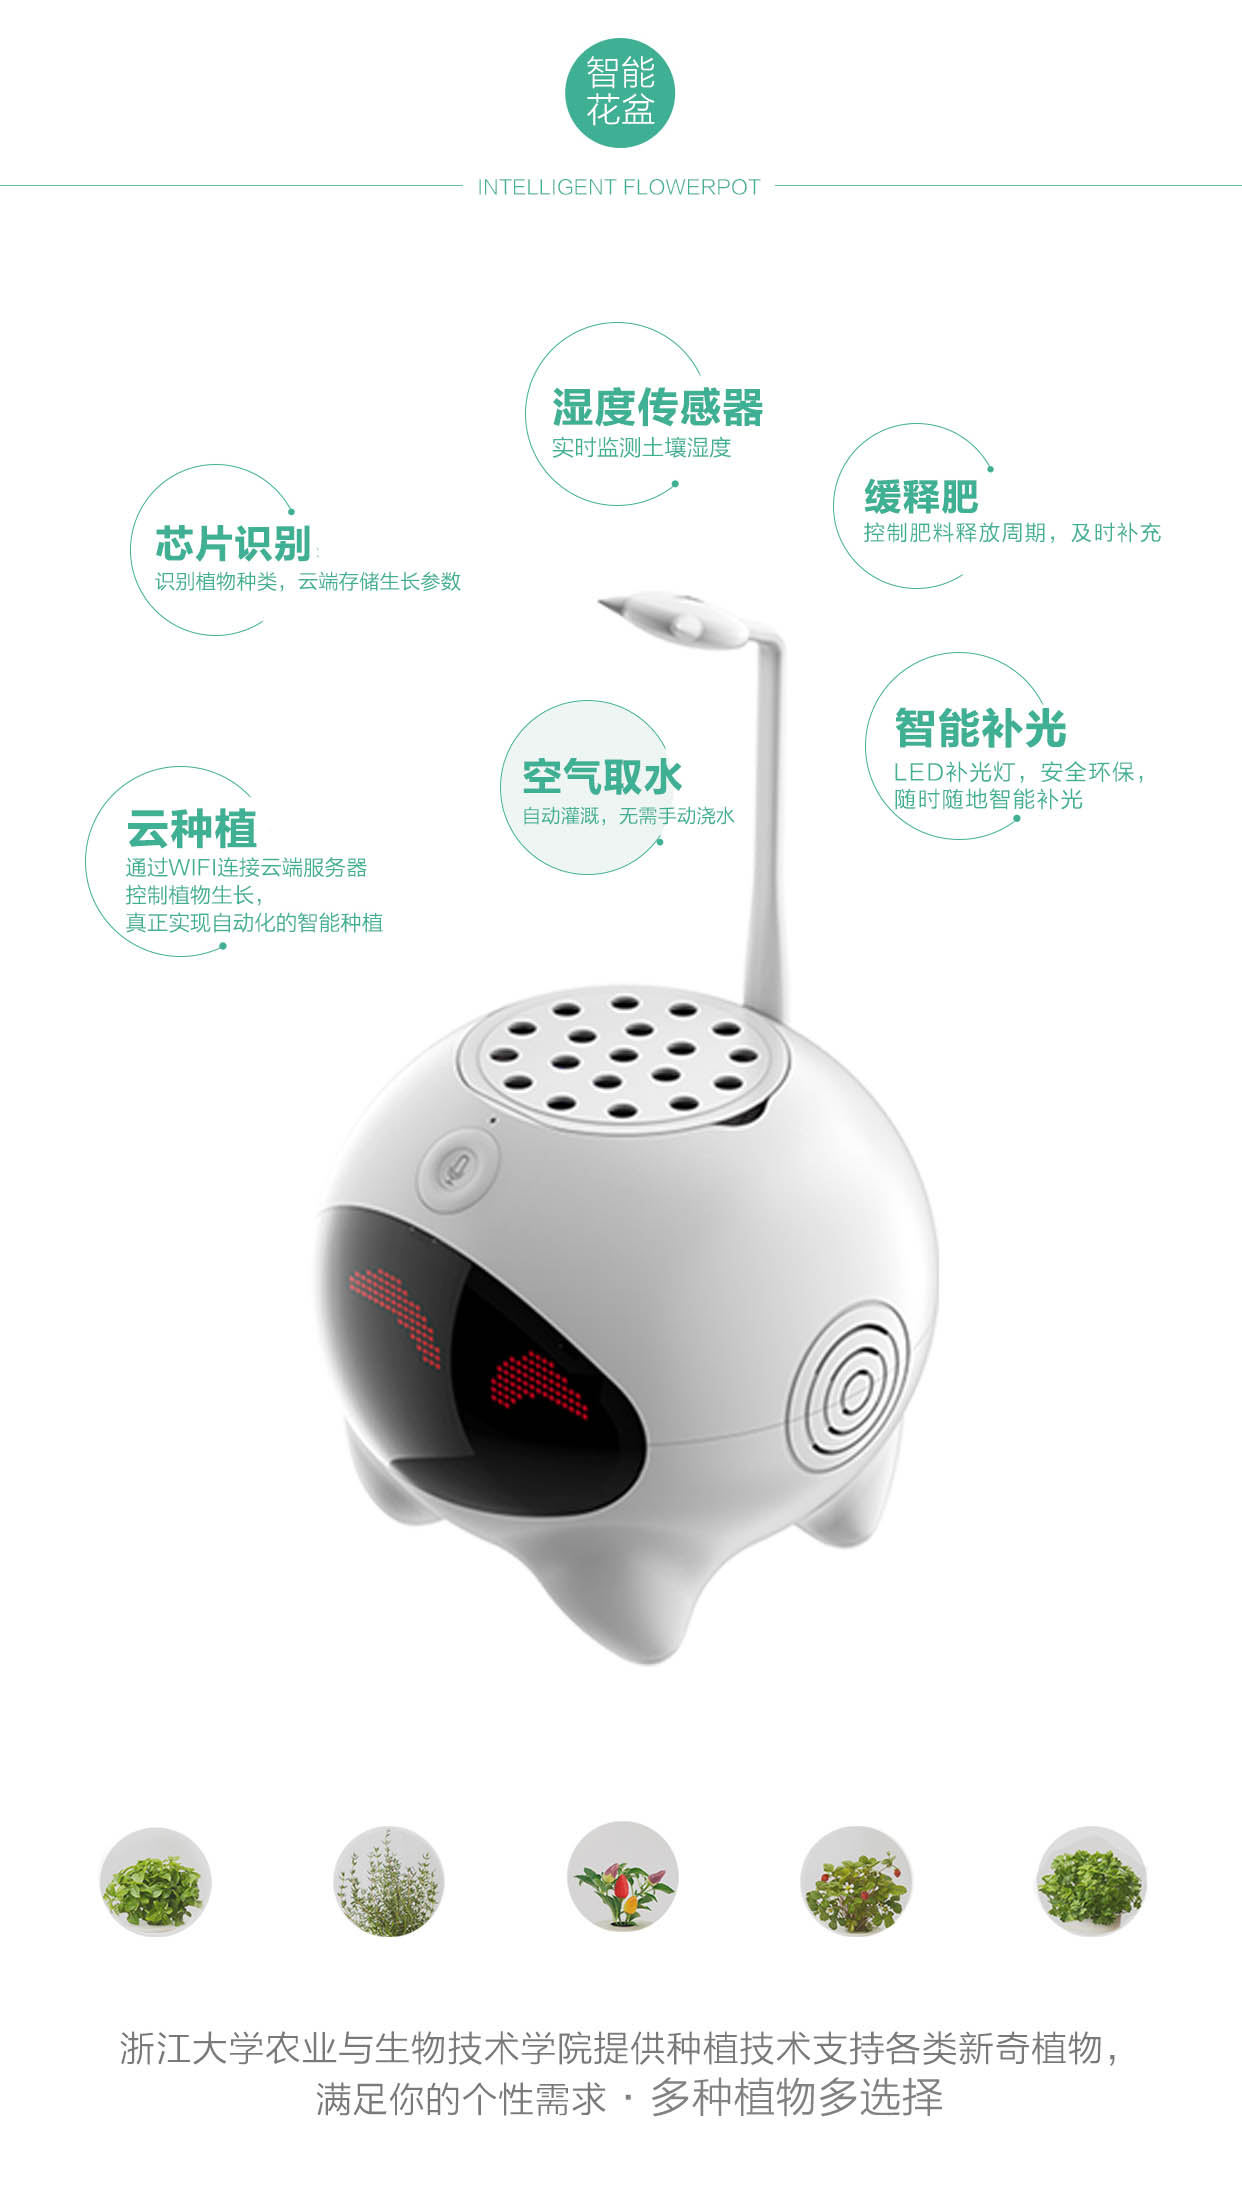 智能
花盆
INTELLIGENT FLOWERPOT
湿度传感器
实时监测土壤湿度
缓释肥
控制肥料释放周期，及时补充
芯片识别
识别植物种类，云端存储生长参数
智能补光
LED补光灯，安全环保，
随时随地智能补光
空气取水
自动灌溉，无需手动浇水
云种植
通过WIFI连接云端服务器
控制植物生长，
真正实现自动化的智能种植
浙江大学农业与生物技术学院提供种植技术支持各类新奇植物，
满足你的个性需求 · 多种植物多选择